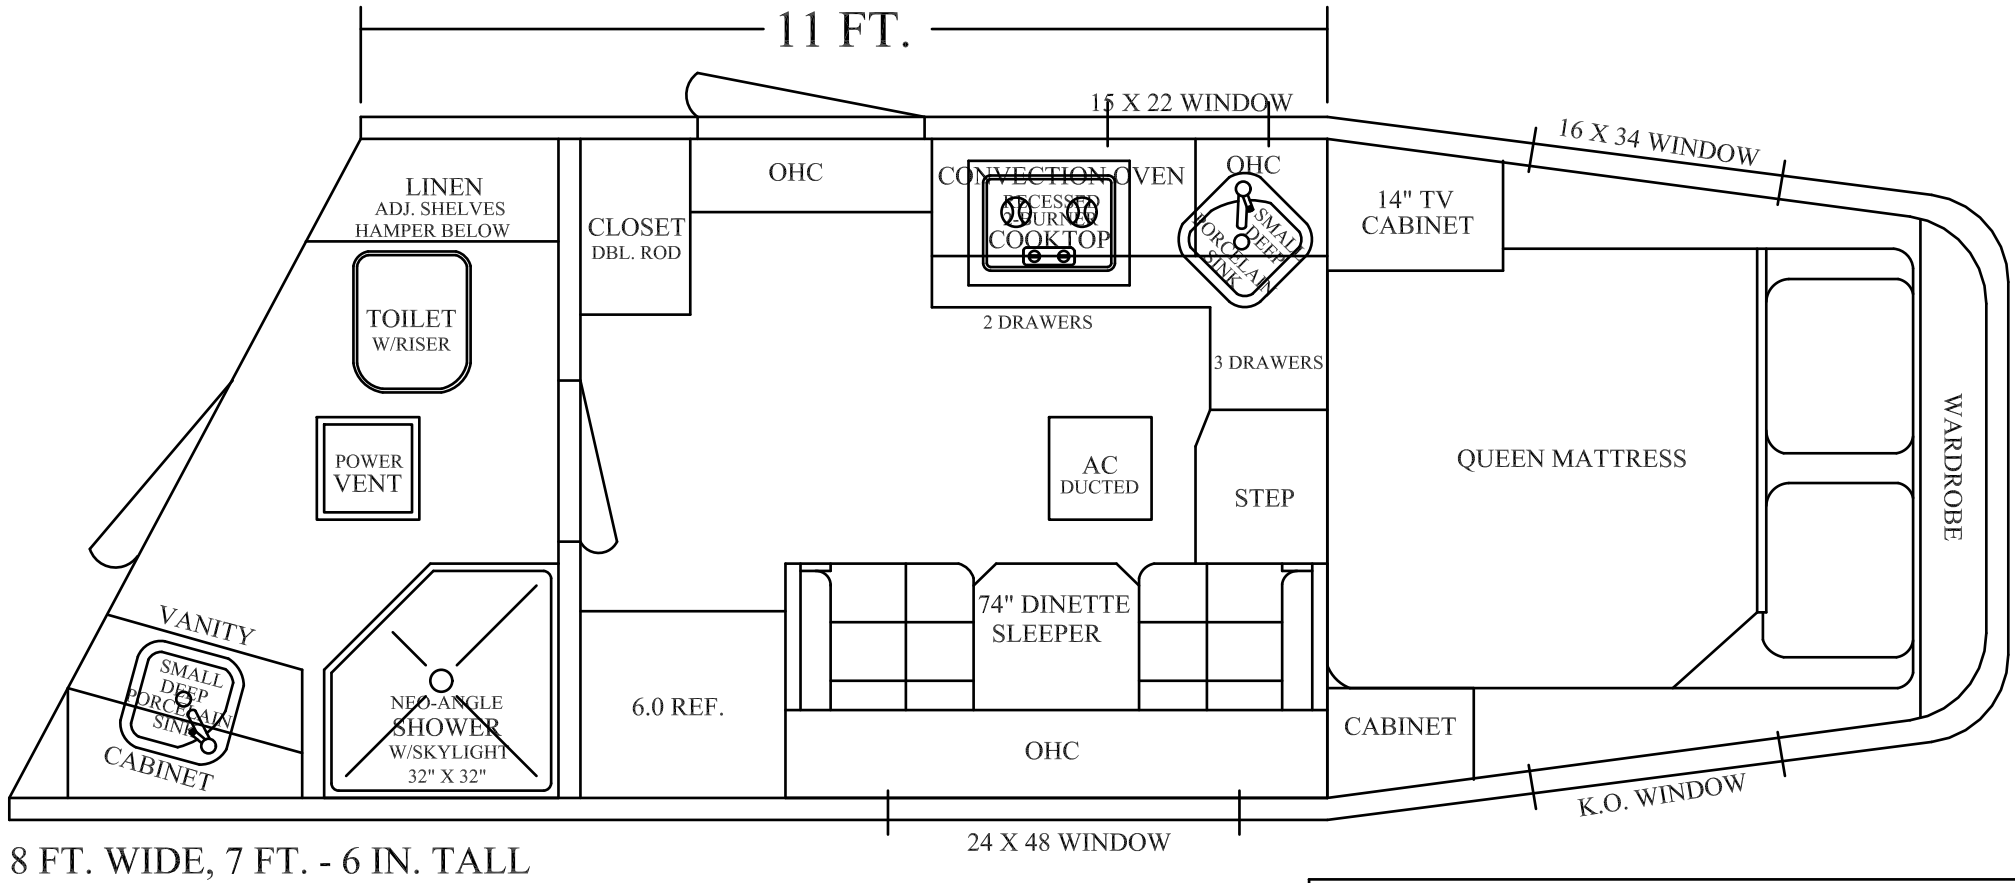 11 FT.
15 X 22 WINDOW
16 X 34 WINDOW
LINEN
ADJ. SHELVES
HAMPER BELOW
CLOSET
DBL. ROD
OHC
CONVECTION OVEN
RECESSED
2-BURNER
COOKTOP
OHC
SMALL
DEEP
PORCELAIN
SINK
14" TV
CABINET
TOILET
W/RISER
2 DRAWERS
3 DRAWERS
POWER
VENT
AC
DUCTED
STEP
QUEEN MATTRESS
WARDROBE
VANITY
SMALL
DEEP
PORCELAIN
SINK
CABINET
NEO-ANGLE
SHOWER
W/SKYLIGHT
32" X 32"
6.0 REF.
74" DINETTE
SLEEPER
OHC
CABINET
K.O. WINDOW
24 X 48 WINDOW
8 FT. WIDE, 7 FT. - 6 IN. TALL